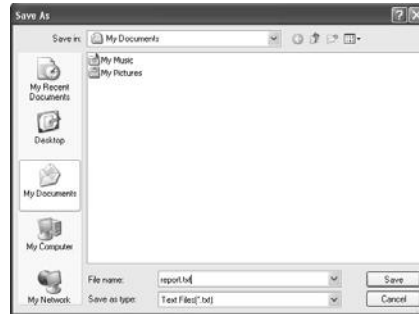 Save As
Save in: My Documents
My Music
My Pictures
My Recent
Documents
Desktop
My Documents
My Computer
My Network
File name: report.txt
Save
Save as type: Text Files(*.txt)
Cancel